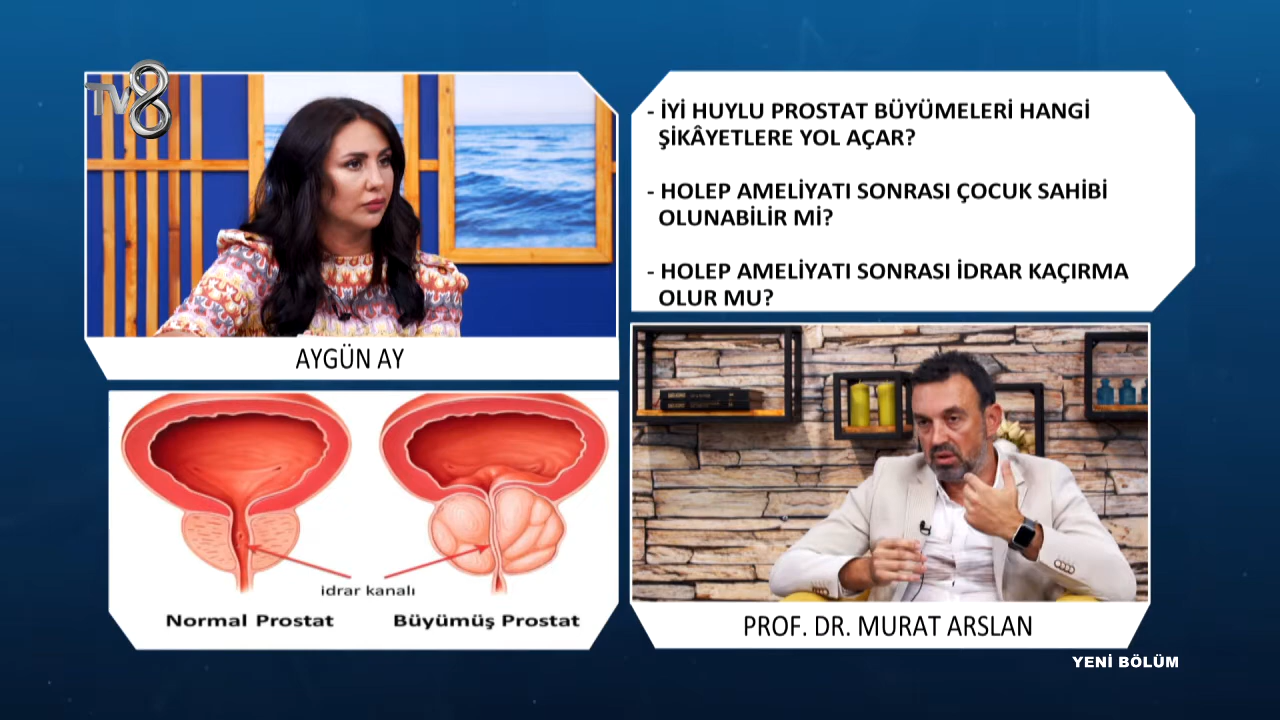 TV8
- İYİ HUYLU PROSTAT BÜYÜMELERİ HANGİ
ŞİKÂYETLERE YOL AÇAR?
- HOLEP AMELİYATI SONRASI ÇOCUK SAHİBİ
OLUNABİLİR Mİ?
- HOLEP AMELİYATI SONRASI İDRAR KAÇIRMA
OLUR MU?
AYGÜN AY
idrar kanalı
Normal Prostat
Büyümüş Prostat
PROF. DR. MURAT ARSLAN
YENİ BÖLÜM